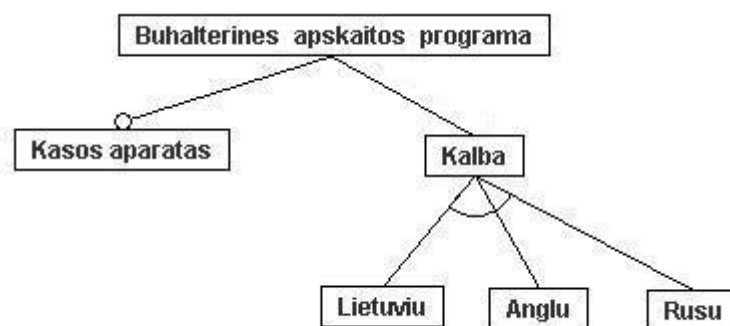 Buhalterines apskaitos programa
Kasos aparatas
Kalba
Lietuviu
Anglu
Rusu